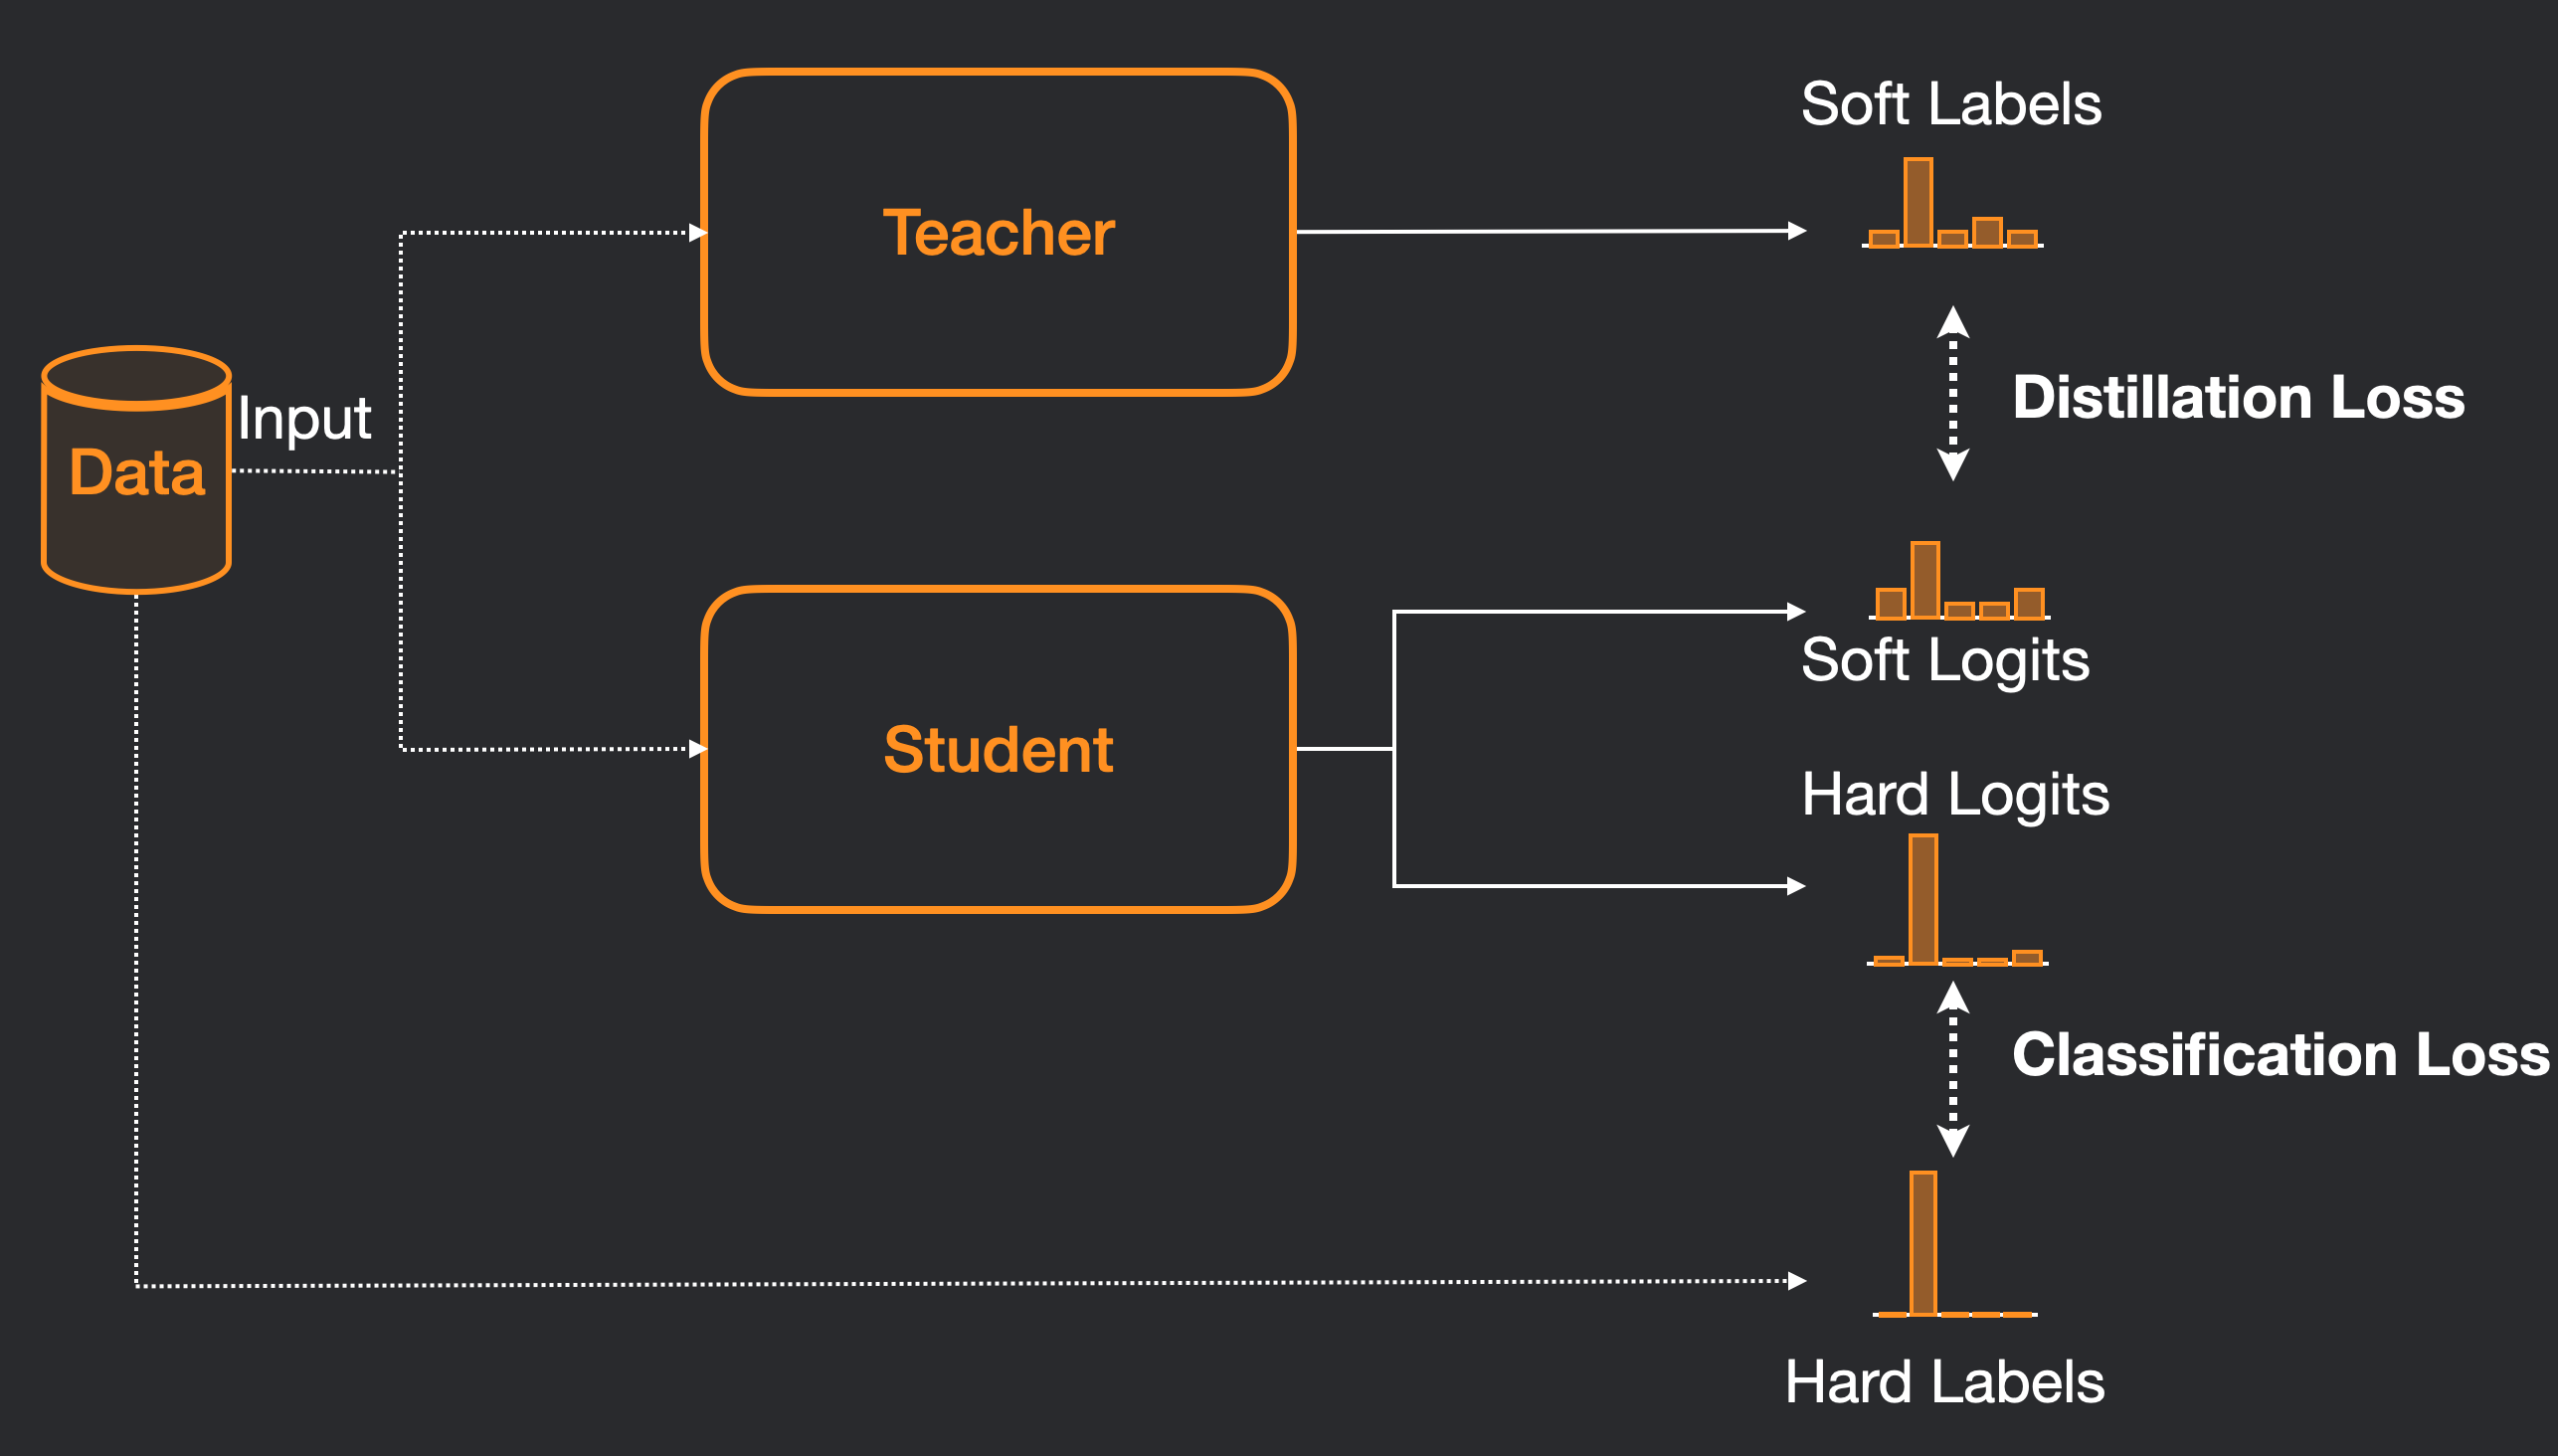 Soft Labels
Teacher
Distillation Loss
Input
Data
Soft Logits
Student
Hard Logits
Classification Loss
Hard Labels